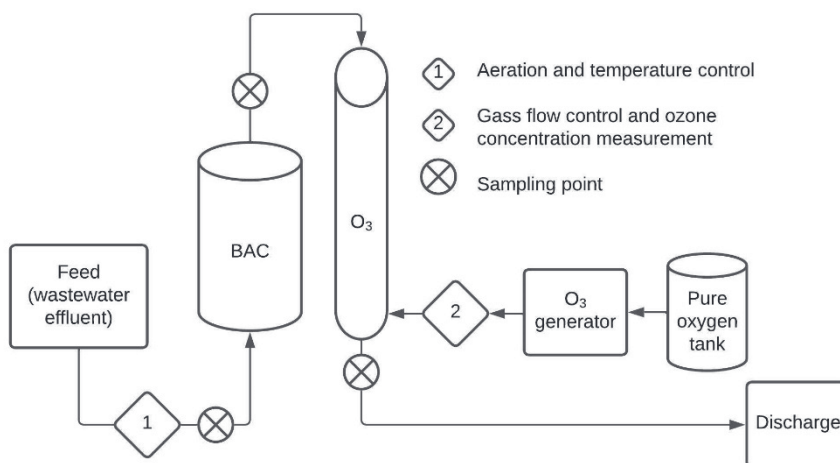 1
Aeration and temperature control
2
Gass flow control and ozone
concentration measurement
Sampling point
Feed
(wastewater
effluent)
1
BAC
O₃
2
O₃
generator
Pure
oxygen
tank
Discharge